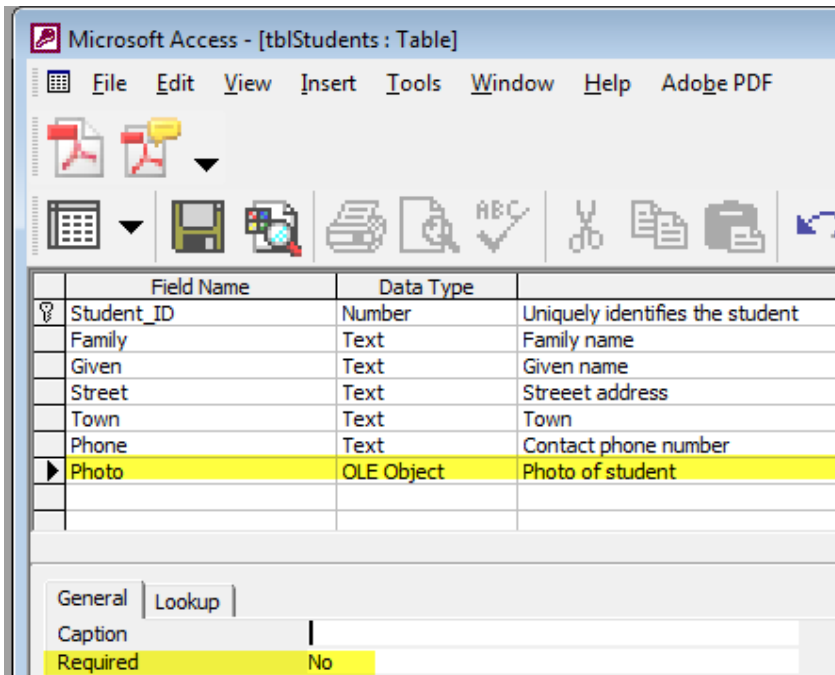 Microsoft Access - [tblStudents : Table]
File Edit View Insert Tools Window Help Adobe PDF
ABC
Field Name Data Type
Student_ID Number Uniquely identifies the student
Family Text Family name
Given Text Given name
Street Text Streeet address
Town Text Town
Phone Text Contact phone number
Photo OLE Object Photo of student
General Lookup
Caption
Required No